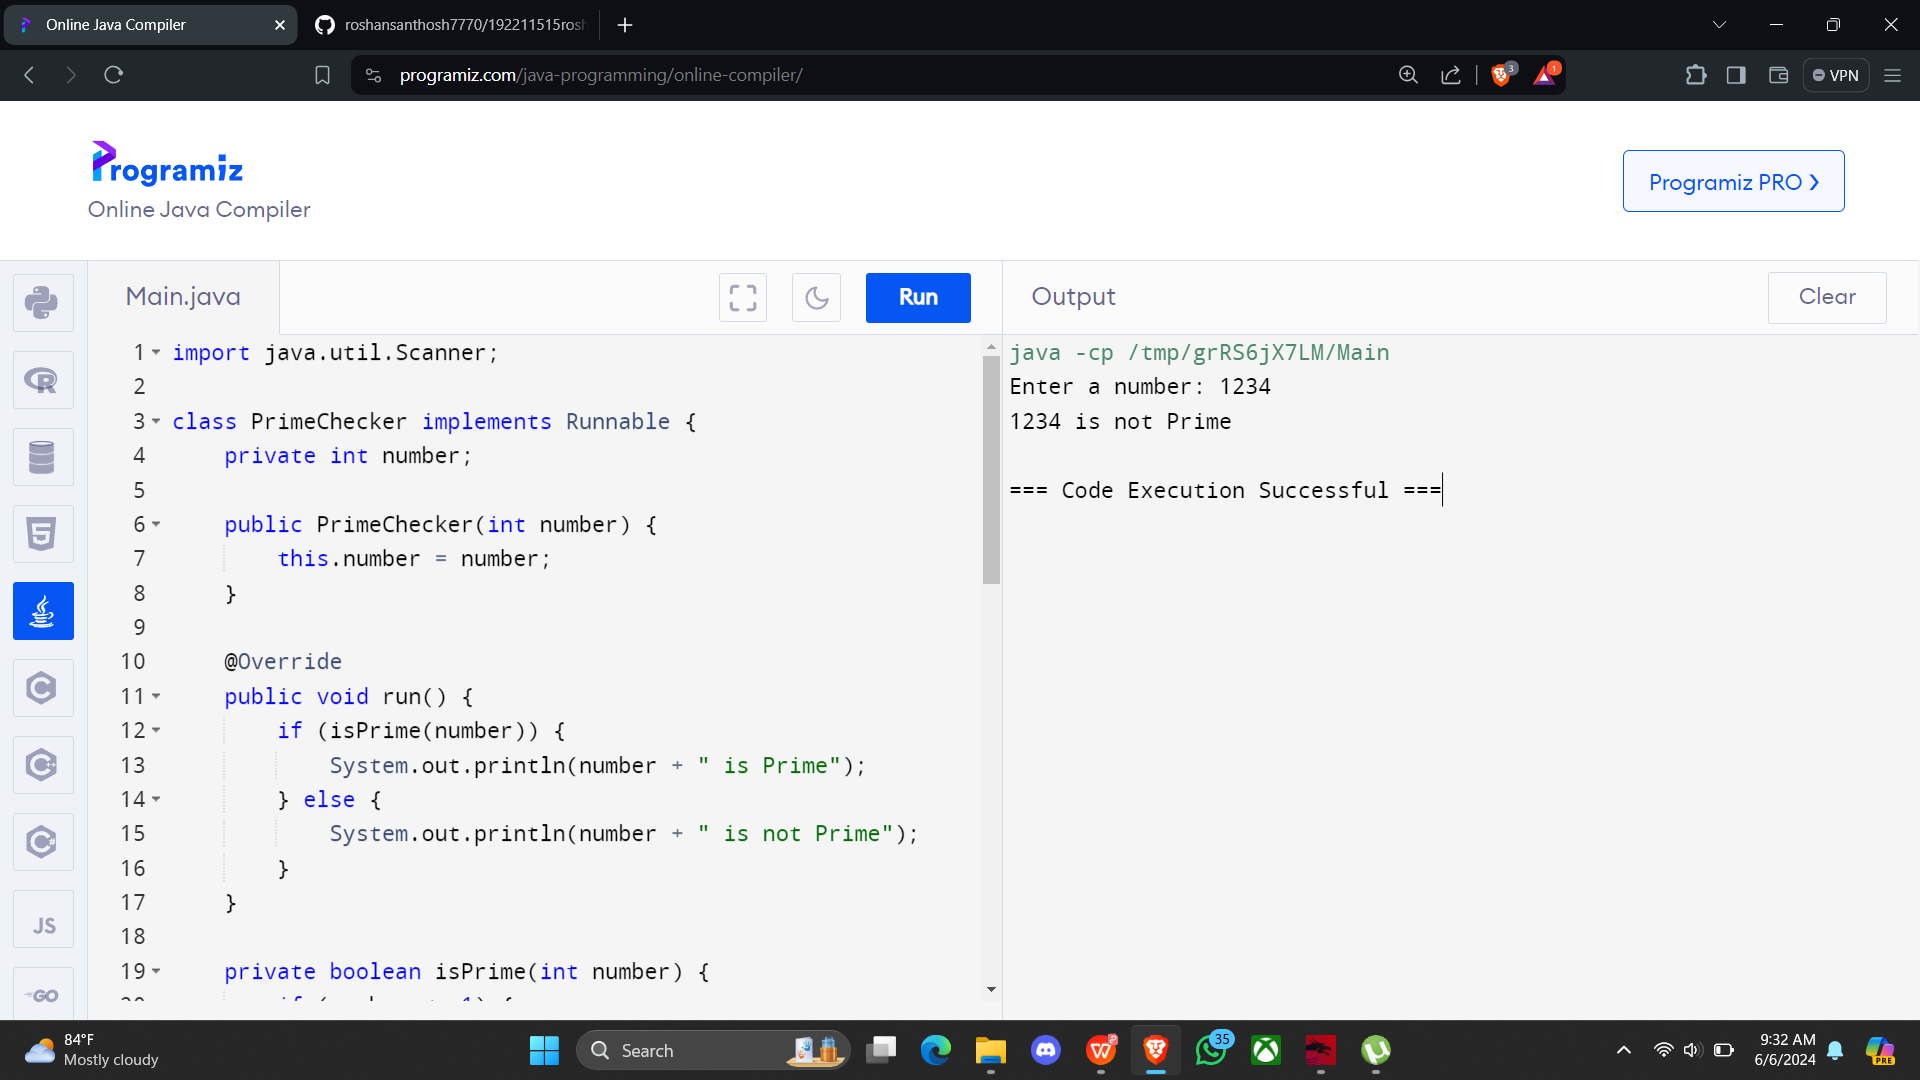 Online Java Compiler
roshansanthosh7770/192211515rosh
programiz.com/java-programming/online-compiler/
3
1
VPN
Programiz
Online Java Compiler
Programiz PRO
Main.java
Run
Output
Clear
1 import java.util.Scanner;
2
3 class PrimeChecker implements Runnable {
4     private int number;
5
6     public PrimeChecker(int number) {
7         this.number = number;
8     }
9
10     @Override
11     public void run() {
12         if (isPrime(number)) {
13             System.out.println(number + " is Prime");
14         } else {
15             System.out.println(number + " is not Prime");
16         }
17     }
18
19     private boolean isPrime(int number) {
java -cp /tmp/grRS6jX7LM/Main
Enter a number: 1234
1234 is not Prime
=== Code Execution Successful ===
R
5
C
C++
C#
JS
GO
84°F
Mostly cloudy
Search
35
9:32 AM
6/6/2024
PRE